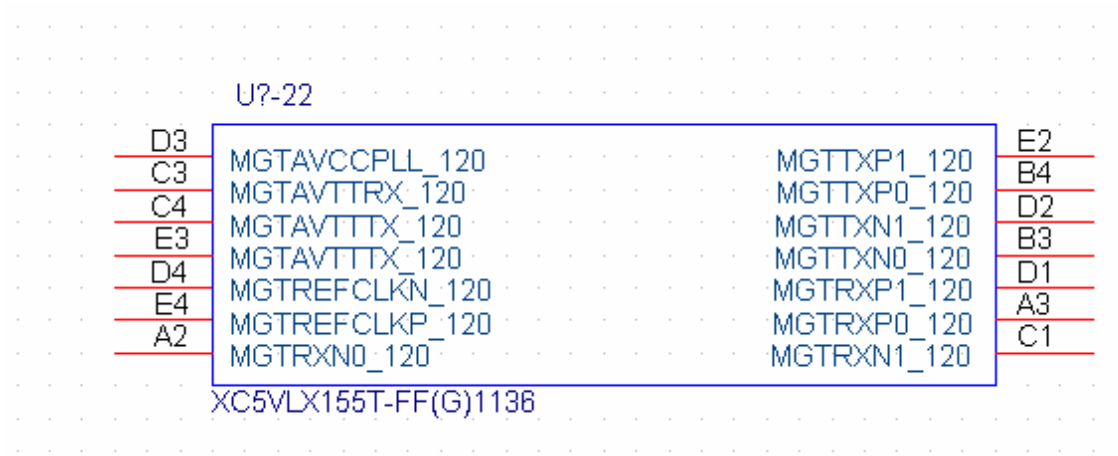 U?-22
D3 MGTAVCCPLL_120 MGTTXP1_120 E2
C3 MGTAVTTRX_120 MGTTXP0_120 B4
C4 MGTAVTTTX_120 MGTTXN1_120 D2
E3 MGTAVTTTX_120 MGTTXN0_120 B3
D4 MGTREFCLKN_120 MGTRXP1_120 D1
E4 MGTREFCLKP_120 MGTRXP0_120 A3
A2 MGTRXN0_120 MGTRXN1_120 C1
XC5VLX155T-FF(G)1136